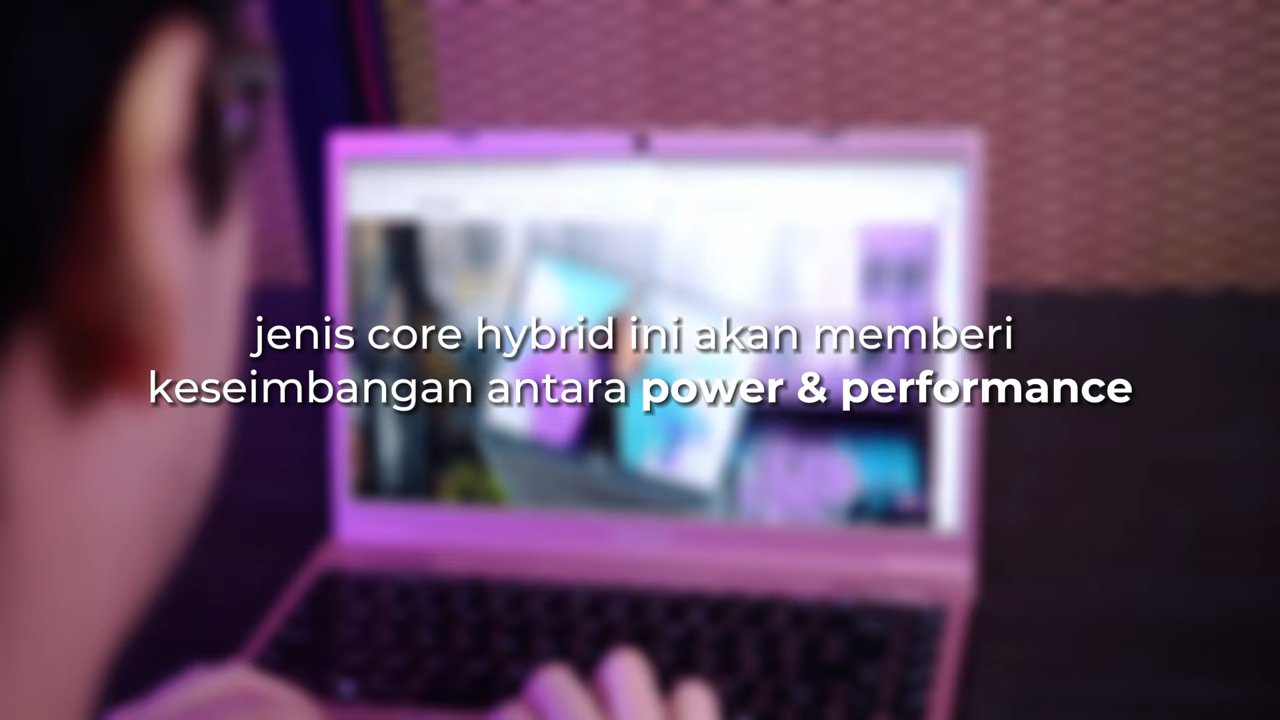 jenis core hybrid ini akan memberi
keseimbangan antara power & performance